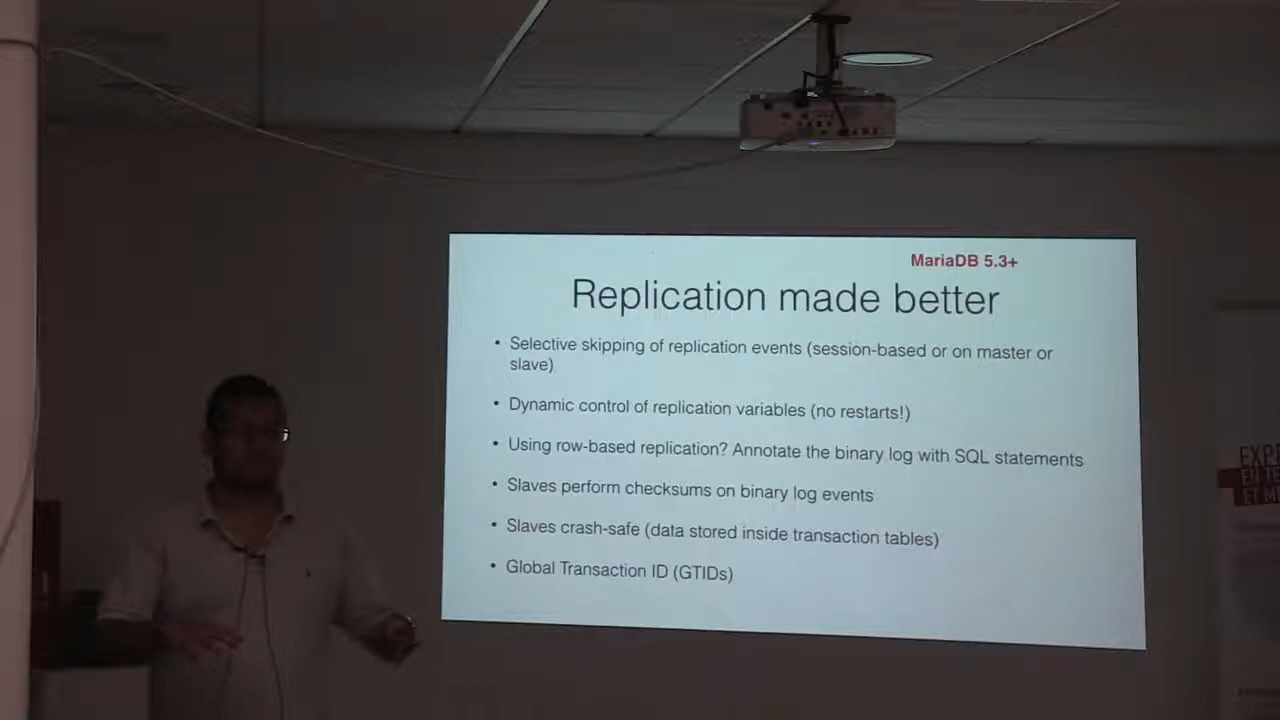 MariaDB 5.3+
Replication made better
• Selective skipping of replication events (session-based or on master or
slave)
• Dynamic control of replication variables (no restarts!)
• Using row-based replication? Annotate the binary log with SQL statements
• Slaves perform checksums on binary log events
• Slaves crash-safe (data stored inside transaction tables)
• Global Transaction ID (GTIDs)
ET